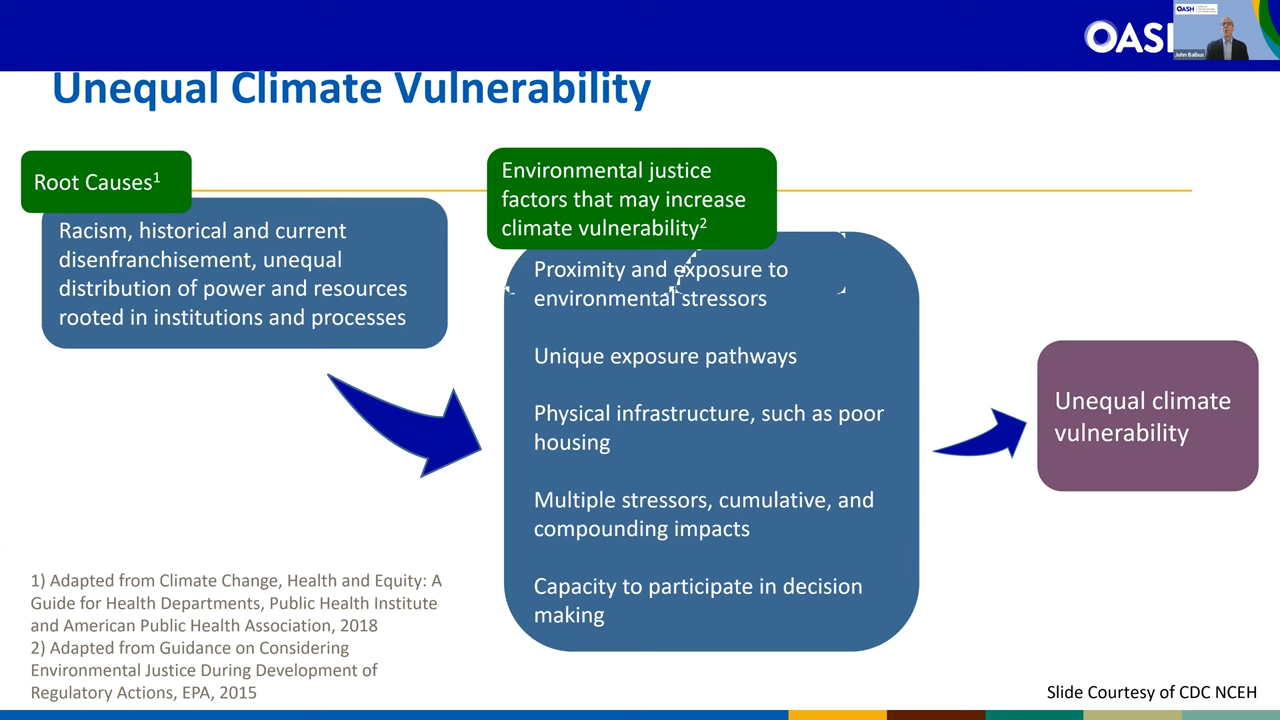 OASH
John Balbus
Unequal Climate Vulnerability
Root Causes1
Racism, historical and current
disenfranchisement, unequal
distribution of power and resources
rooted in institutions and processes
Environmental justice
factors that may increase
climate vulnerability2
Proximity and exposure to
environmental stressors
Unique exposure pathways
Physical infrastructure, such as poor
housing
Multiple stressors, cumulative, and
compounding impacts
Capacity to participate in decision
making
Unequal climate
vulnerability
1) Adapted from Climate Change, Health and Equity: A
Guide for Health Departments, Public Health Institute
and American Public Health Association, 2018
2) Adapted from Guidance on Considering
Environmental Justice During Development of
Regulatory Actions, EPA, 2015
Slide Courtesy of CDC NCEH